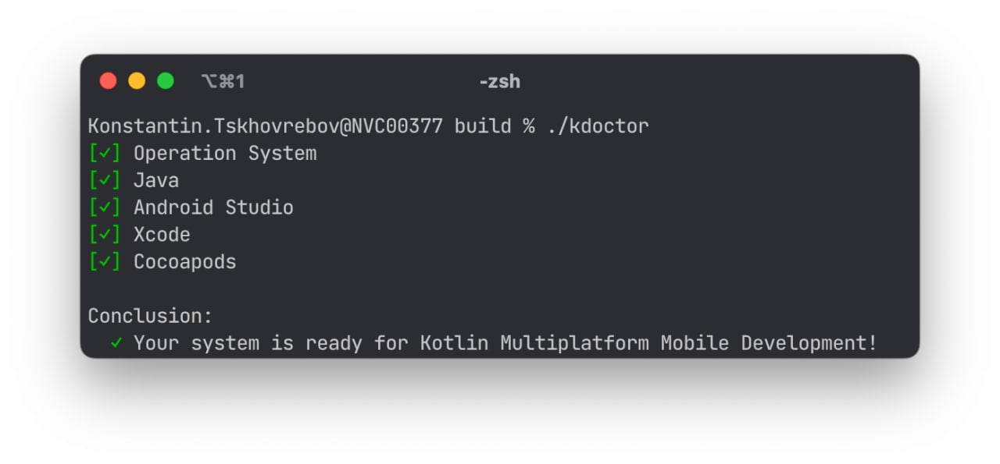 ⌥⌘1 -zsh
Konstantin.Tskhovrebov@NVC00377 build % ./kdoctor
[✓] Operation System
[✓] Java
[✓] Android Studio
[✓] Xcode
[✓] Cocoapods
Conclusion:
✓ Your system is ready for Kotlin Multiplatform Mobile Development!